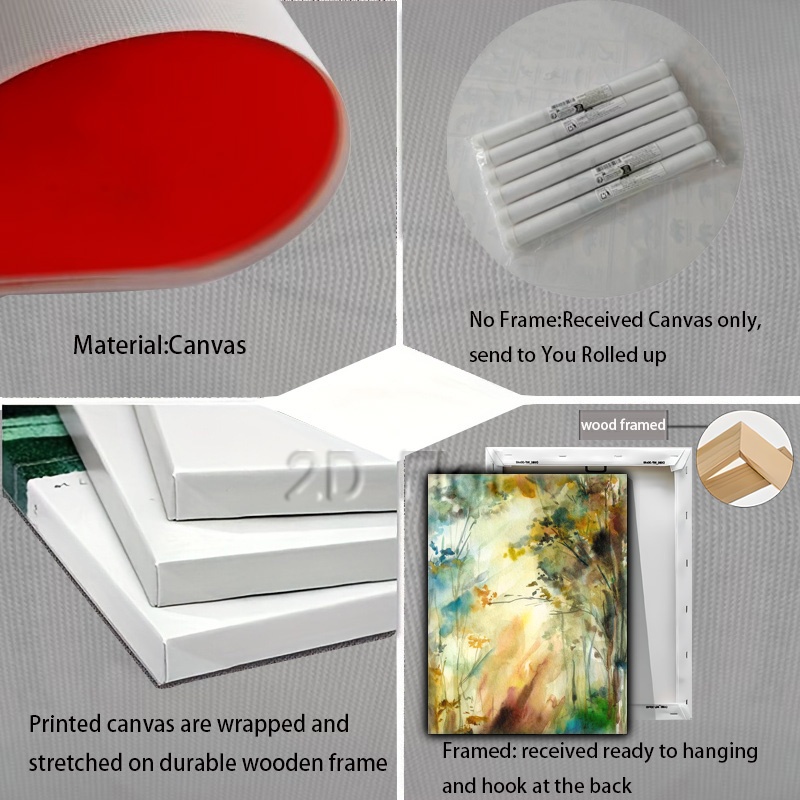 Material:Canvas
No Frame:Received Canvas only,
send to You Rolled up
wood framed
2D
Printed canvas are wrapped and
stretched on durable wooden frame
Framed: received ready to hanging
and hook at the back